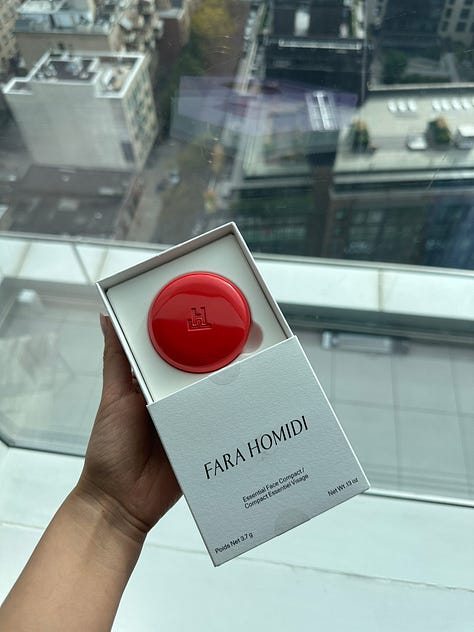 FARA HOMIDI
Essential Face Compact /
Compact Essentiel Visage
Poids Net 3.7 g
Net Wt .13 oz